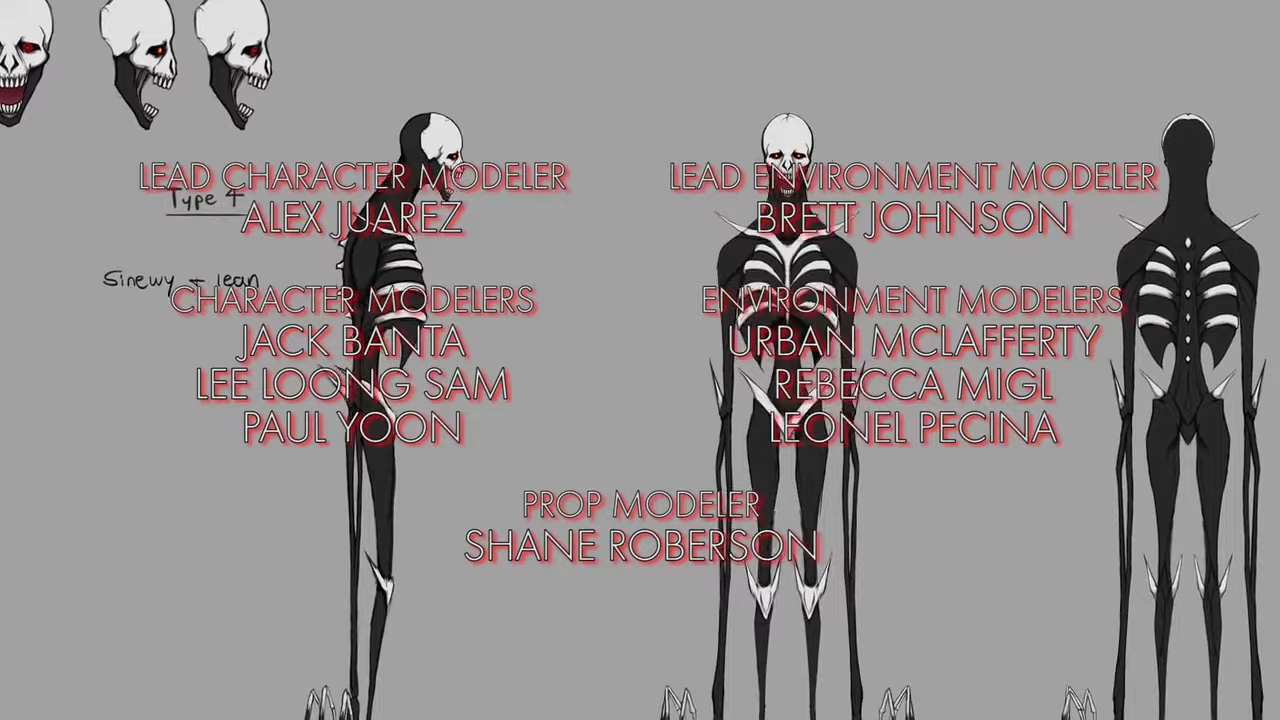 LEAD CHARACTER MODELER
ALEX JUAREZ
LEAD ENVIRONMENT MODELER
BRETT JOHNSON
Type 4
Sinewy + lean
CHARACTER MODELERS
JACK BANTA
LEE LOONG SAM
PAUL YOON
ENVIRONMENT MODELERS
URBAN MCLAFFERTY
REBECCA MIGL
LEONEL PECINA
PROP MODELER
SHANE ROBERSON